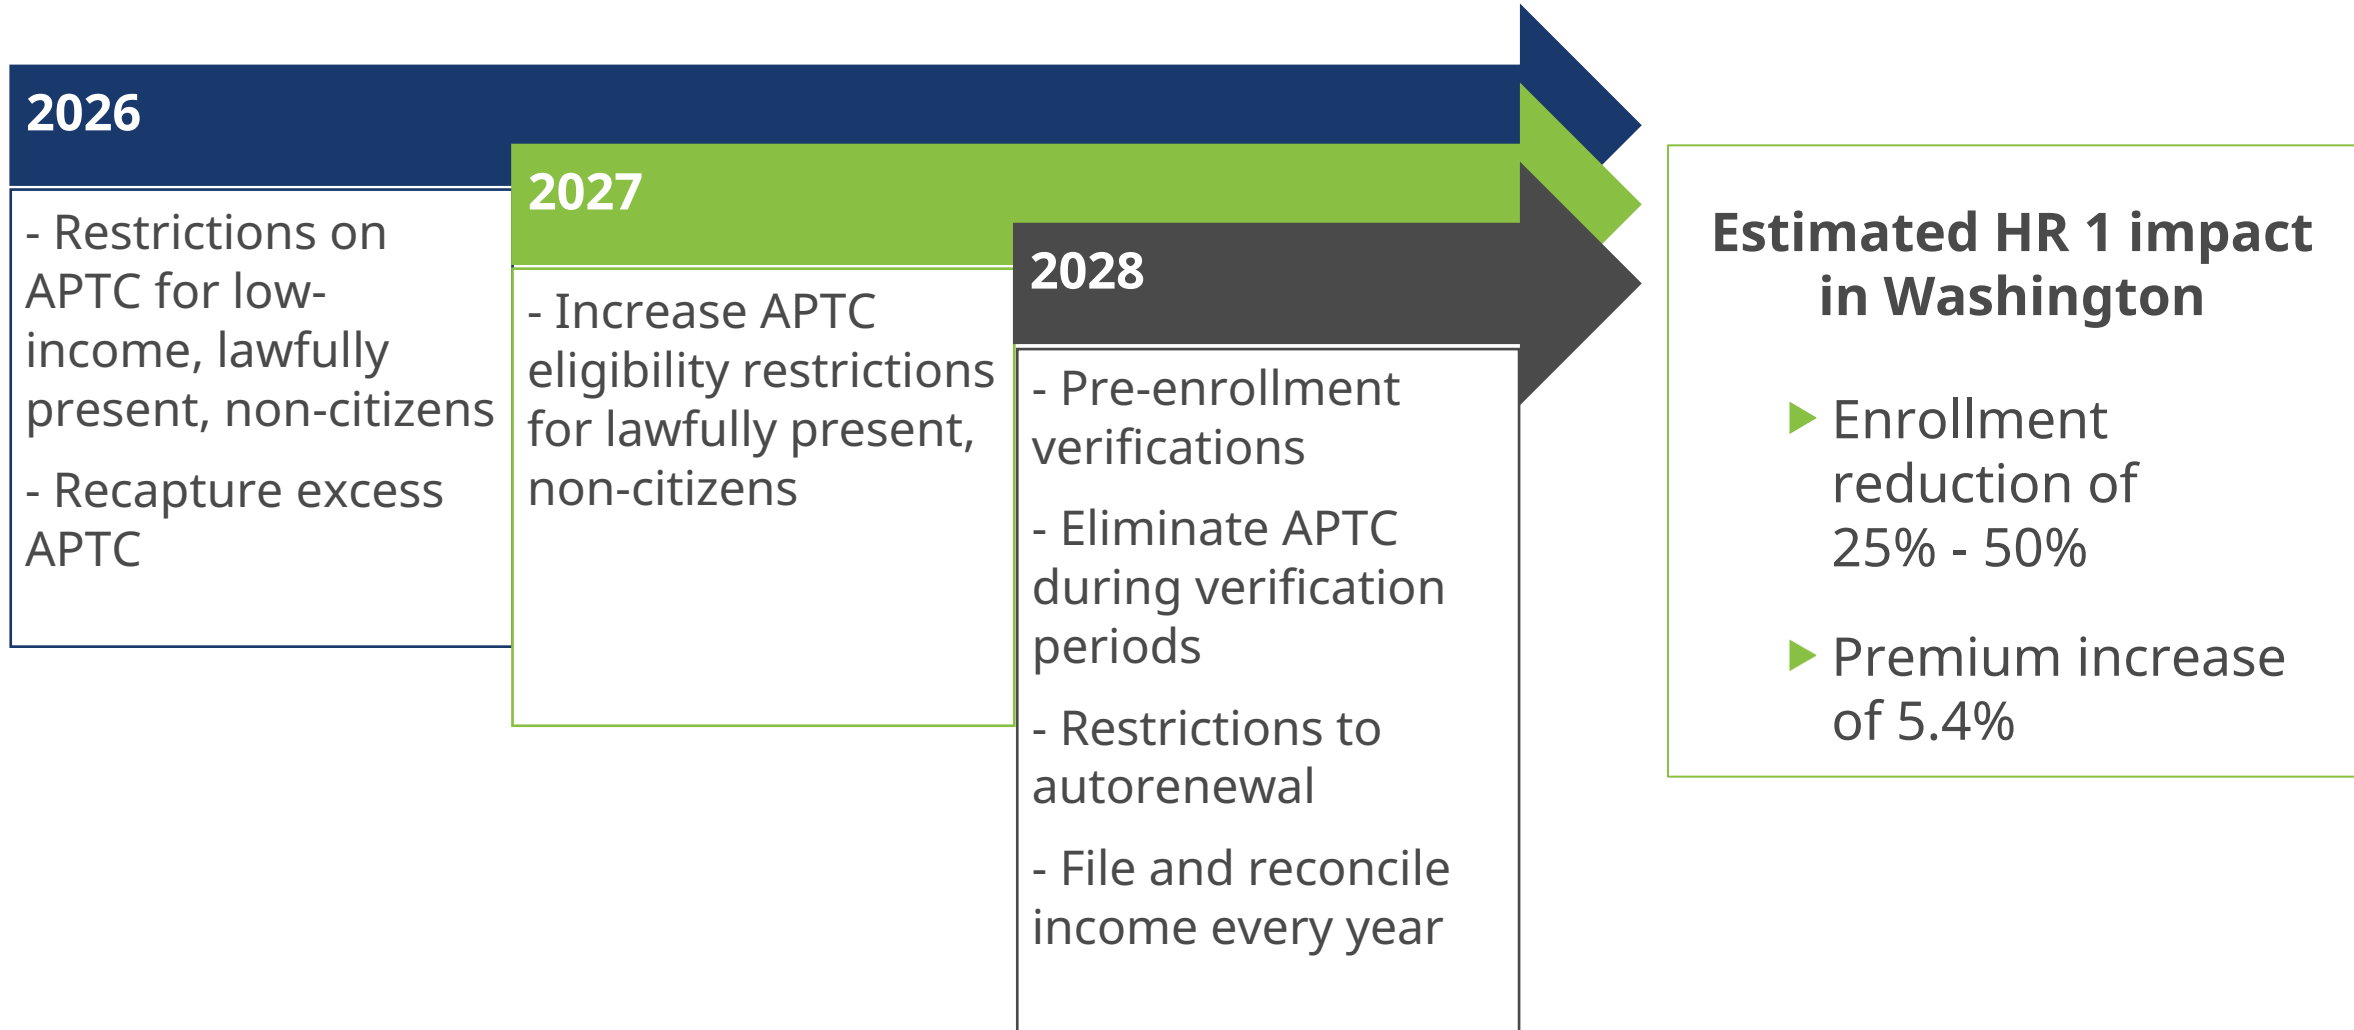 2026
- Restrictions on
APTC for low-
income, lawfully
present, non-citizens
- Recapture excess
APTC
2027
- Increase APTC
eligibility restrictions
for lawfully present,
non-citizens
2028
- Pre-enrollment
verifications
- Eliminate APTC
during verification
periods
- Restrictions to
autorenewal
- File and reconcile
income every year
Estimated HR 1 impact
in Washington
Enrollment
reduction of
25% - 50%
Premium increase
of 5.4%